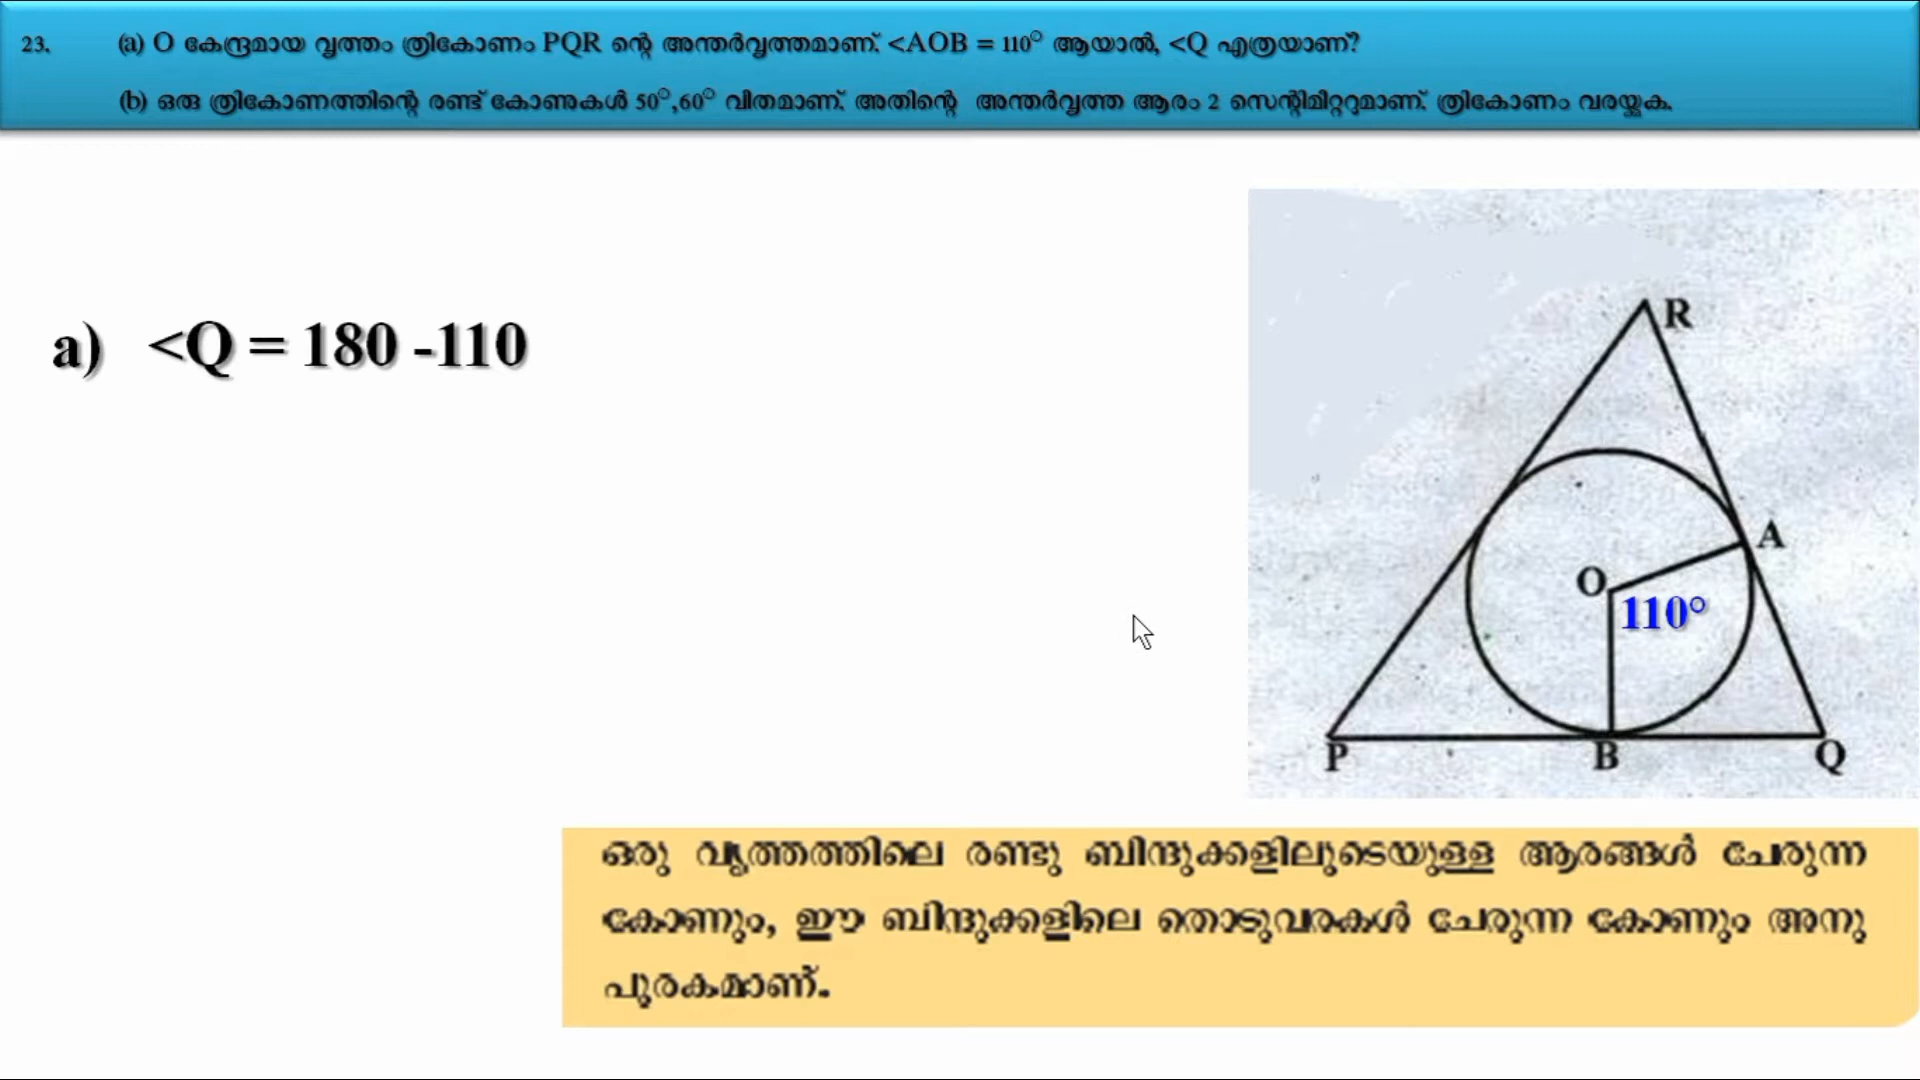 23. (a) O കേന്ദ്രമായ വൃത്തം ത്രികോണം PQR ന്റെ അന്തർവൃത്തമാണ്. <AOB = 110° ആയാൽ, <Q എത്രയാണ്?
(b) ഒരു ത്രികോണത്തിന്റെ രണ്ട് കോണുകൾ 50°,60° വീതമാണ്. അതിന്റെ അന്തർവൃത്ത ആരം 2 സെന്റിമീറ്ററുമാണ്. ത്രികോണം വരയ്ക്കുക.
a) <Q = 180 -110
R
A
O
110°
P B Q
ഒരു വൃത്തത്തിലെ രണ്ടു ബിന്ദുക്കളിലൂടെയുള്ള ആരങ്ങൾ ചേരുന്ന
കോണും, ഈ ബിന്ദുക്കളിലെ തൊടുവരകൾ ചേരുന്ന കോണും അനു
പൂരകമാണ്.